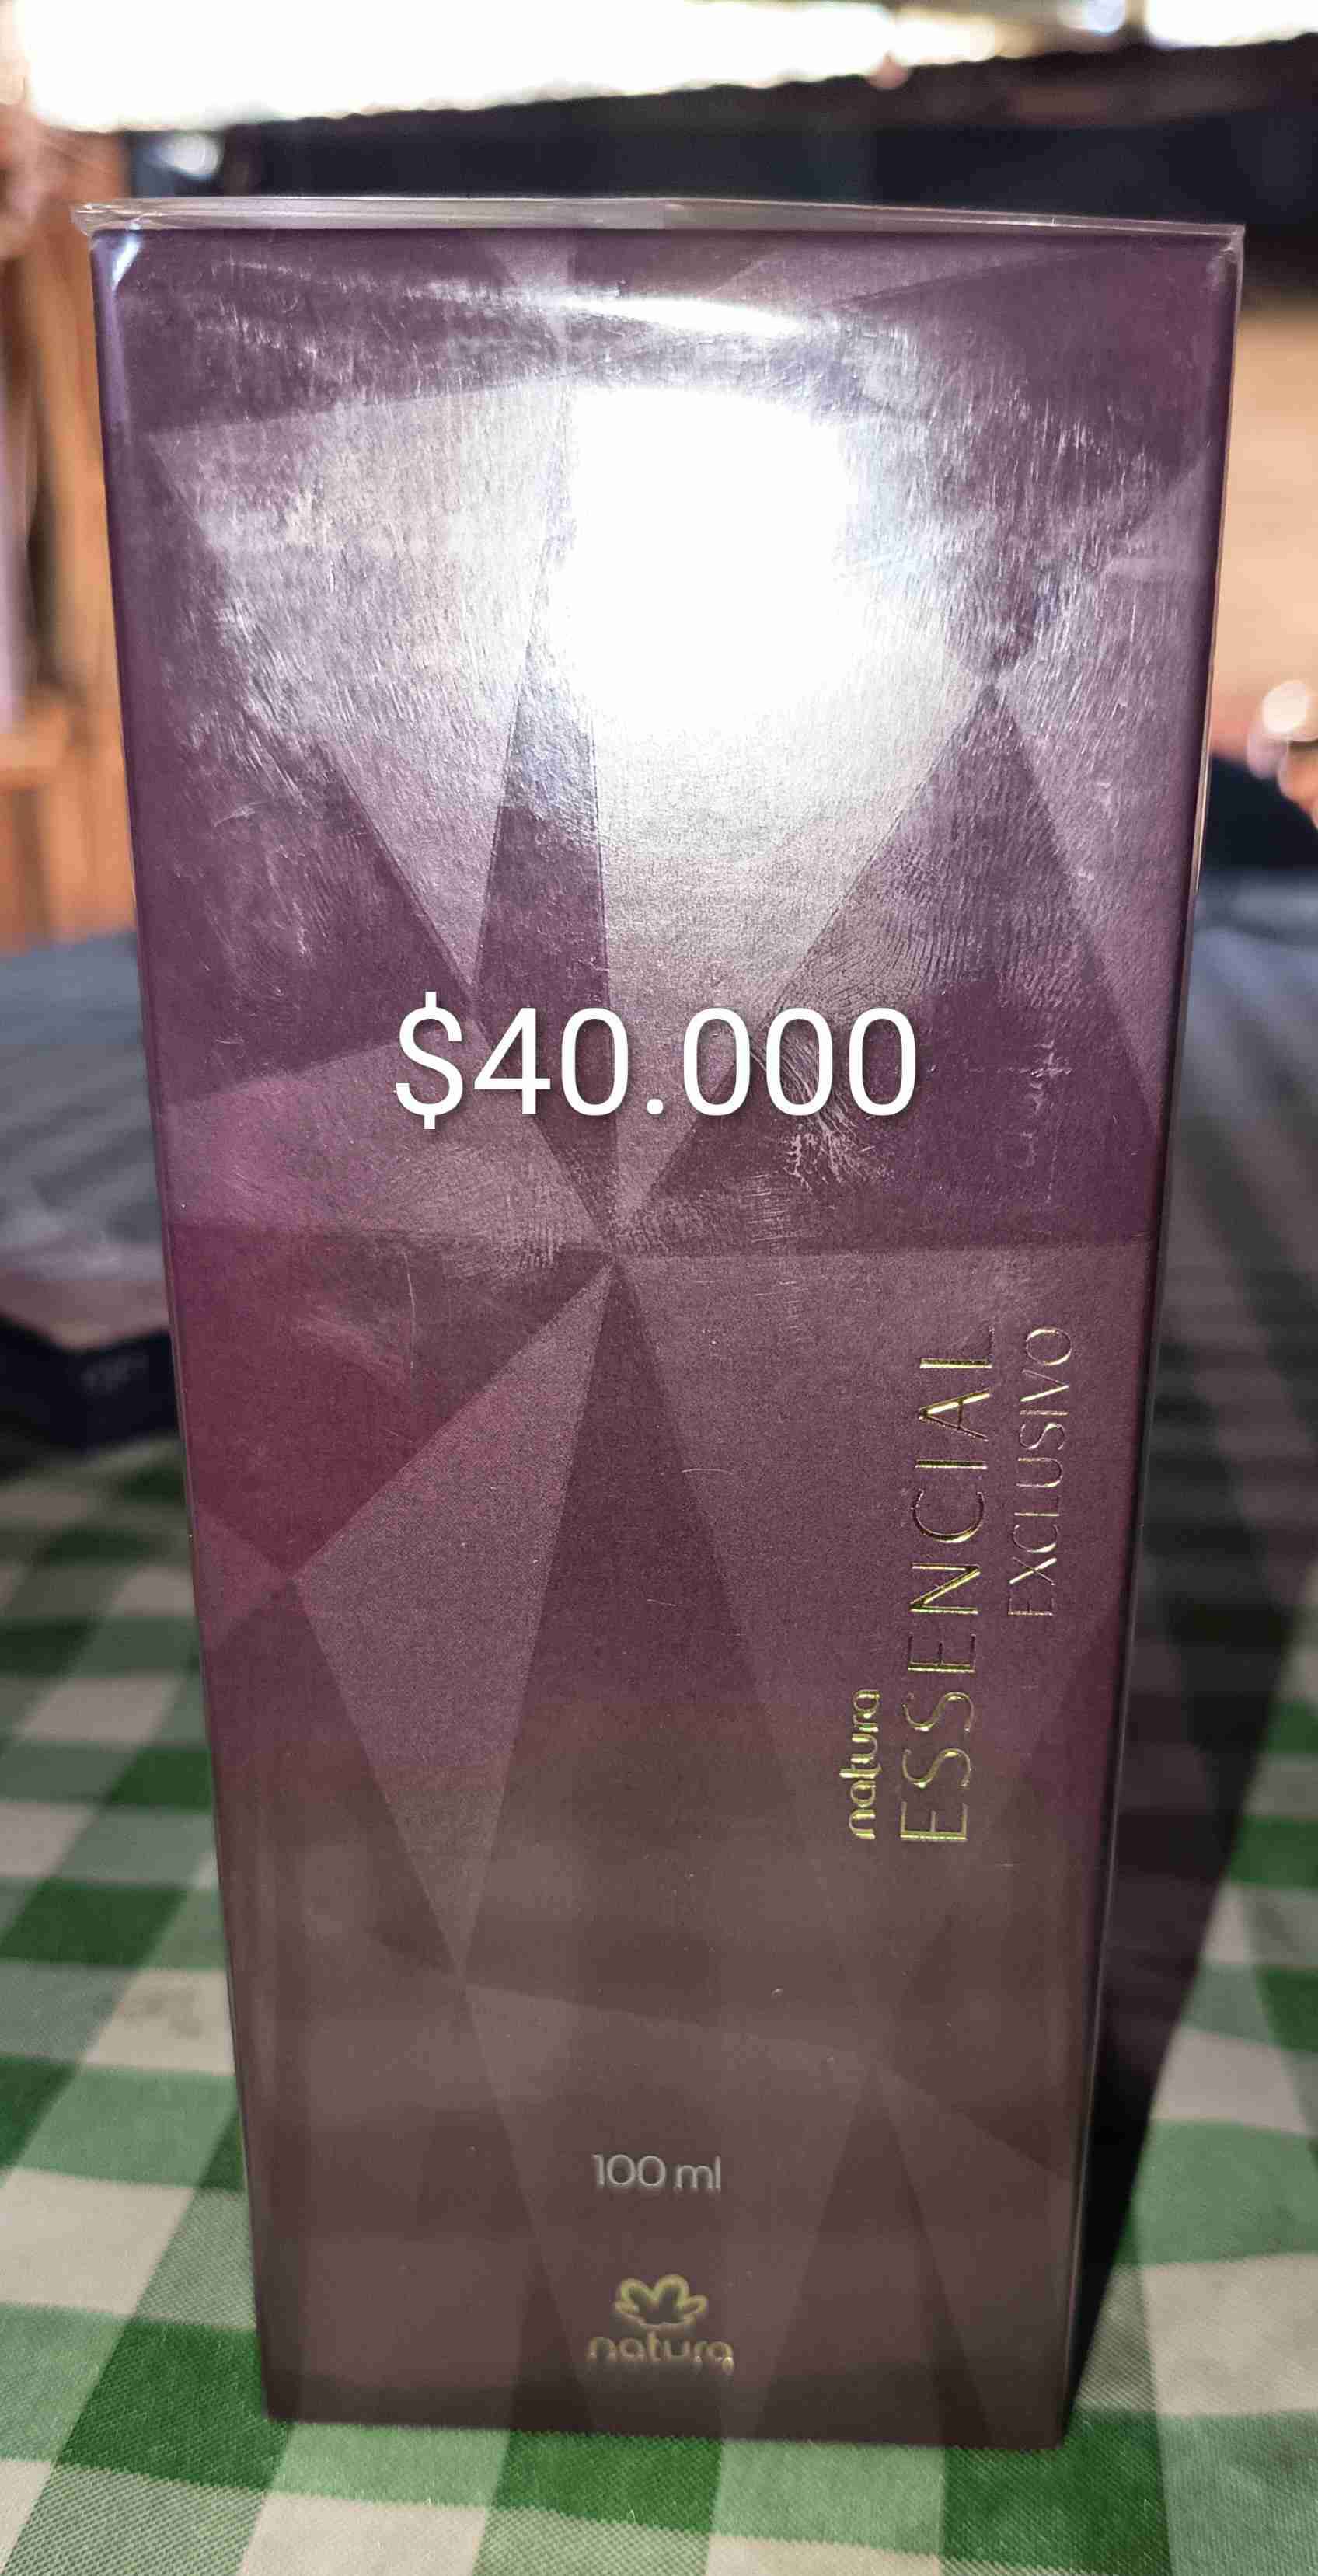 $40.000
natura
ESSENCIAL
EXCLUSIVO
100 ml
natura